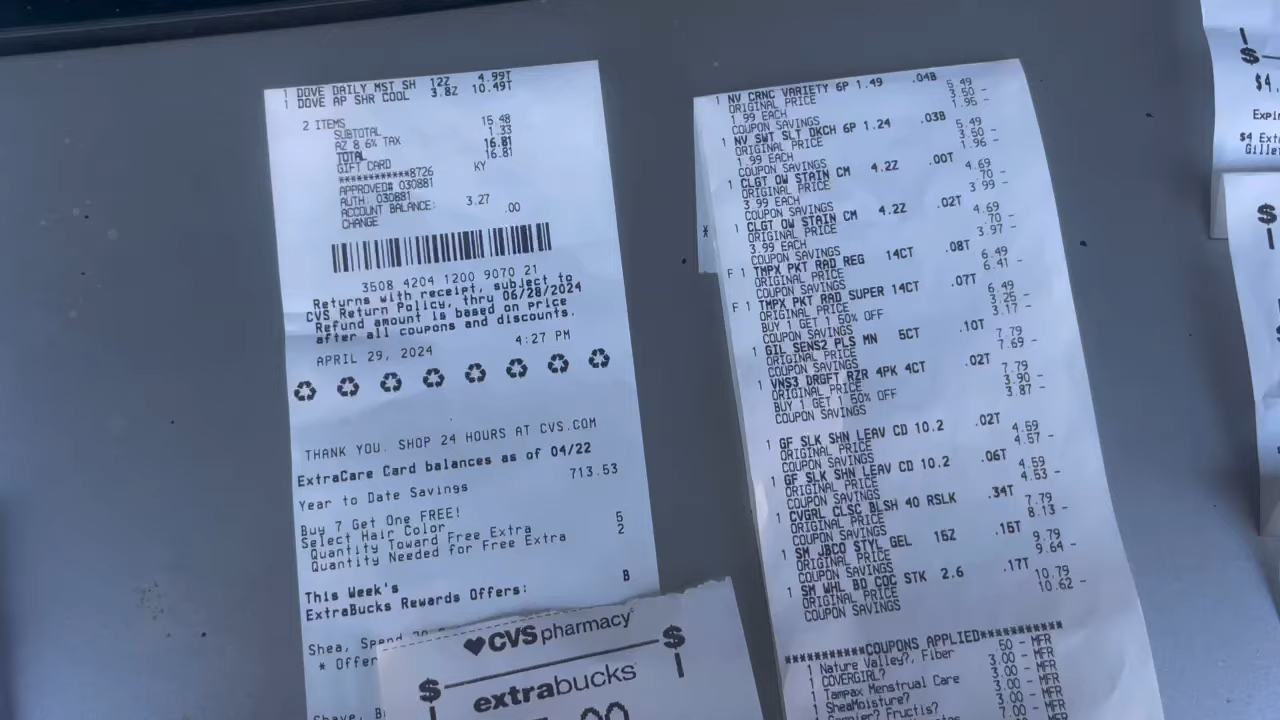 1 DOVE DAILY MST SH 12Z 4.99T
1 DOVE AP SHR COOL 3.8Z 10.49T
2 ITEMS
SUBTOTAL 15.48
AZ 8 6% TAX 1.33
TOTAL 16.81
GIFT CARD 16.81
***********8726 KY
APPROVED# 030881
AUTH: 030881
ACCOUNT BALANCE: 3.27
CHANGE .00
3508 4204 1200 9070 21
Returns with receipt, subject to
CVS Return Policy, thru 06/28/2024
Refund amount is based on price
after all coupons and discounts.
APRIL 29, 2024 4:27 PM
THANK YOU. SHOP 24 HOURS AT CVS.COM
ExtraCare Card balances as of 04/22
Year to Date Savings 713.53
Buy 7 Get One FREE!
Select Hair Color
Quantity Toward Free Extra 5
Quantity Needed for Free Extra 2
This Week's
ExtraBucks Rewards Offers: B
Shea, Spend
* Offer
CVS pharmacy
$ $
extrabucks
1 NV CRNC VARIETY 6P 1.49 .04B
ORIGINAL PRICE 5.49
1.99 EACH 3.50 -
COUPON SAVINGS 1.95 -
1 NV SWT SLT DKCH 6P 1.24 .03B
ORIGINAL PRICE 5.49
1.99 EACH 3.50 -
COUPON SAVINGS 1.96 -
1 CLGT OW STAIN CM 4.2Z .00T
ORIGINAL PRICE 4.69
3.99 EACH .70 -
COUPON SAVINGS 3.99 -
1 CLGT OW STAIN CM 4.2Z .02T
ORIGINAL PRICE 4.69
3.99 EACH .70 -
COUPON SAVINGS 3.97 -
* F 1 TMPX PKT RAD REG 14CT .08T
ORIGINAL PRICE 6.49
COUPON SAVINGS 6.41 -
F 1 TMPX PKT RAD SUPER 14CT .07T
ORIGINAL PRICE 6.49
BUY 1 GET 1 50% OFF 3.25 -
COUPON SAVINGS 3.17 -
1 GIL SENS2 PLS MN 5CT .10T
ORIGINAL PRICE 7.79
COUPON SAVINGS 7.69 -
1 VNS3 DRGFT RZR 4PK 4CT .02T
ORIGINAL PRICE 7.79
BUY 1 GET 1 50% OFF 3.90 -
COUPON SAVINGS 3.87 -
1 GF SLK SHN LEAV CD 10.2 .02T
ORIGINAL PRICE 4.59
COUPON SAVINGS 4.57 -
1 GF SLK SHN LEAV CD 10.2 .06T
ORIGINAL PRICE 4.59
COUPON SAVINGS 4.53 -
1 CVGRL CLSC BLSH 40 RSLK .34T
ORIGINAL PRICE 7.79
COUPON SAVINGS 8.13 -
1 SM JBCO STYL GEL 15Z .15T
ORIGINAL PRICE 9.79
COUPON SAVINGS 9.64 -
1 SM WHL BD COC STK 2.6 .17T
ORIGINAL PRICE 10.79
COUPON SAVINGS 10.62 -
**********COUPONS APPLIED**********
1 Nature Valley?, Fiber .50 - MFR
1 COVERGIRL? 3.00 - MFR
1 Tampax Menstrual Care 3.00 - MFR
1 SheaMoisture? 3.00 - MFR
Fructis? 3.00 - MFR
7.00 - MFR
$
$4.
$4 Ext
Gille
$